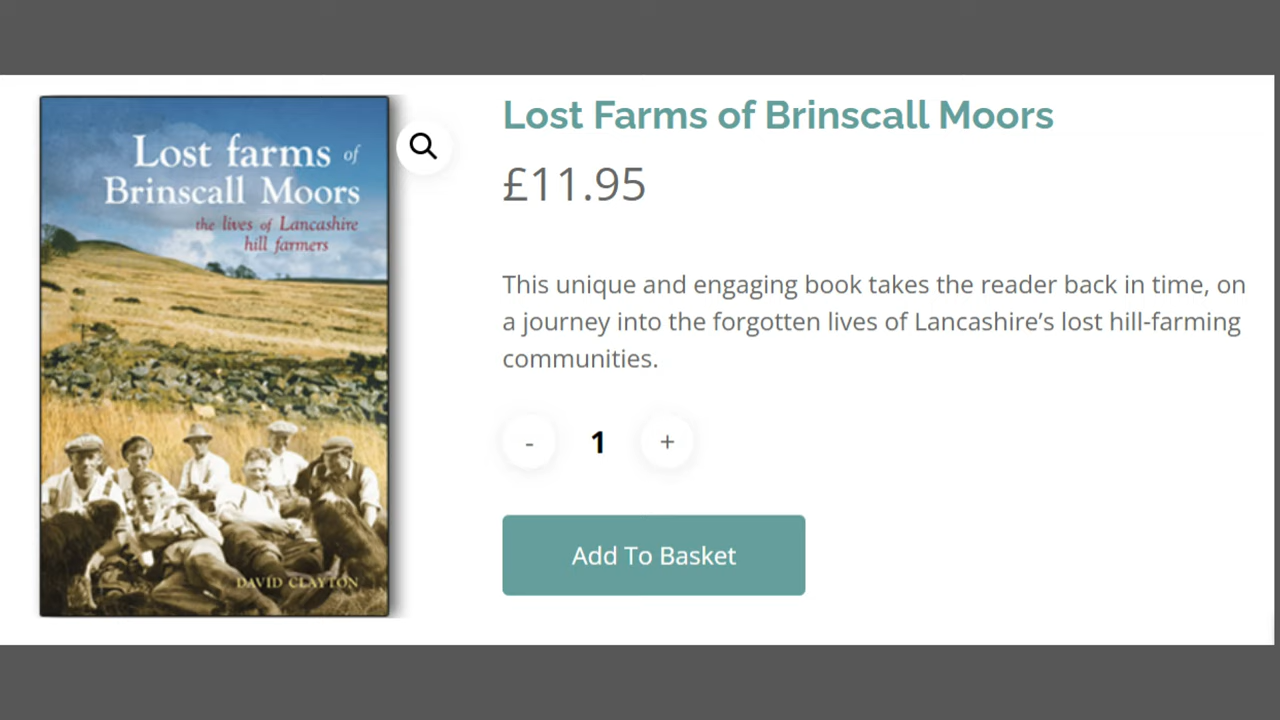 Lost farms of
Brinscall Moors
the lives of Lancashire
hill farmers
DAVID CLAYTON
Lost Farms of Brinscall Moors
£11.95
This unique and engaging book takes the reader back in time, on
a journey into the forgotten lives of Lancashire’s lost hill-farming
communities.
- 1 +
Add To Basket